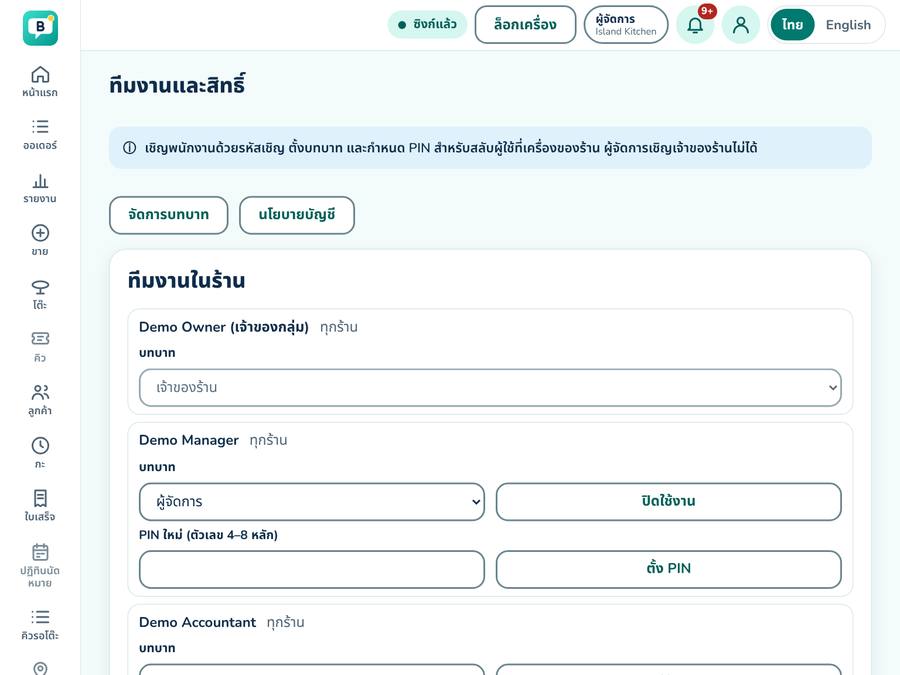 B
ซิงก์แล้ว
ล็อกเครื่อง
ผู้จัดการ
Island Kitchen
9+
ไทย
English
หน้าแรก
ออเดอร์
รายงาน
ขาย
โต๊ะ
คิว
ลูกค้า
กะ
ใบเสร็จ
ปฏิทินนัด
หมาย
คิวรอโต๊ะ
ทีมงานและสิทธิ์
เชิญพนักงานด้วยรหัสเชิญ ตั้งบทบาท และกำหนด PIN สำหรับสลับผู้ใช้ที่เครื่องของร้าน ผู้จัดการเชิญเจ้าของร้านไม่ได้
จัดการบทบาท
นโยบายบัญชี
ทีมงานในร้าน
Demo Owner (เจ้าของกลุ่ม) ทุกร้าน
บทบาท
เจ้าของร้าน
Demo Manager ทุกร้าน
บทบาท
ผู้จัดการ
ปิดใช้งาน
PIN ใหม่ (ตัวเลข 4–8 หลัก)
ตั้ง PIN
Demo Accountant ทุกร้าน
บทบาท